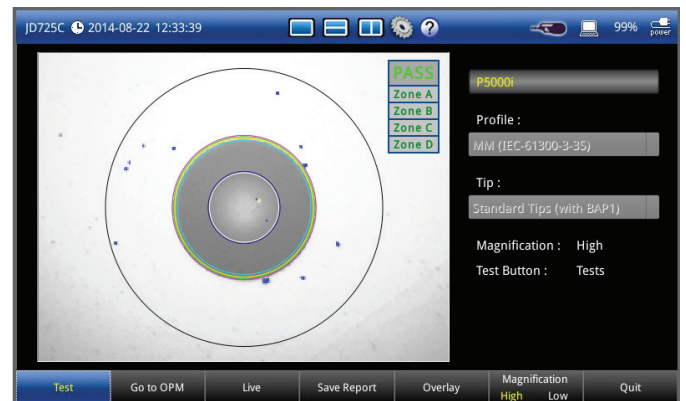 JD725C 2014-08-22 12:33:39 ? 99% power
PASS
Zone A
Zone B
Zone C
Zone D
P5000i
Profile :
MM (IEC-61300-3-35)
Tip :
Standard Tips (with BAP1)
Magnification : High
Test Button : Tests
Test Go to OPM Live Save Report Overlay Magnification High Low Quit